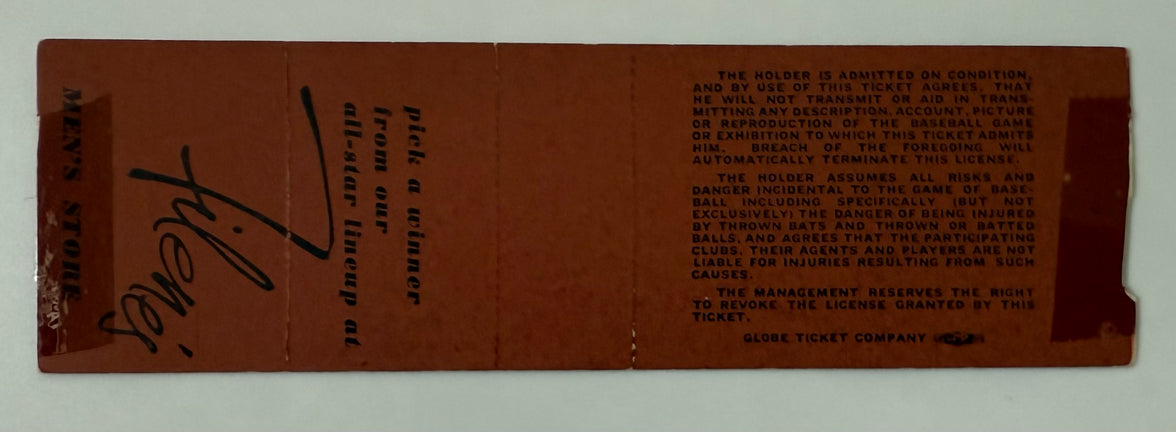 pick a winner
from our
all-star lineup at
Filene's
MEN'S STORE
THE HOLDER IS ADMITTED ON CONDITION,
AND BY USE OF THIS TICKET AGREES, THAT
HE WILL NOT TRANSMIT OR AID IN TRANS-
MITTING ANY DESCRIPTION, ACCOUNT, PICTURE
OR REPRODUCTION OF THE BASEBALL GAME
OR EXHIBITION TO WHICH THIS TICKET ADMITS
HIM. BREACH OF THE FOREGOING WILL
AUTOMATICALLY TERMINATE THIS LICENSE.
THE HOLDER ASSUMES ALL RISKS AND
DANGER INCIDENTAL TO THE GAME OF BASE-
BALL INCLUDING SPECIFICALLY (BUT NOT
EXCLUSIVELY) THE DANGER OF BEING INJURED
BY THROWN BATS AND THROWN OR BATTED
BALLS, AND AGREES THAT THE PARTICIPATING
CLUBS, THEIR AGENTS AND PLAYERS ARE NOT
LIABLE FOR INJURIES RESULTING FROM SUCH
CAUSES.
THE MANAGEMENT RESERVES THE RIGHT
TO REVOKE THE LICENSE GRANTED BY THIS
TICKET.
GLOBE TICKET COMPANY